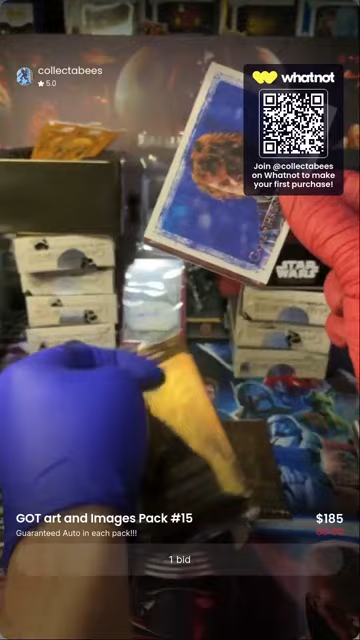 collectabees
★ 5.0
whatnot
Join @collectabees
on Whatnot to make
your first purchase!
STAR
WARS
GOT art and Images Pack #15
$185
Guaranteed Auto in each pack!!!
1 bid